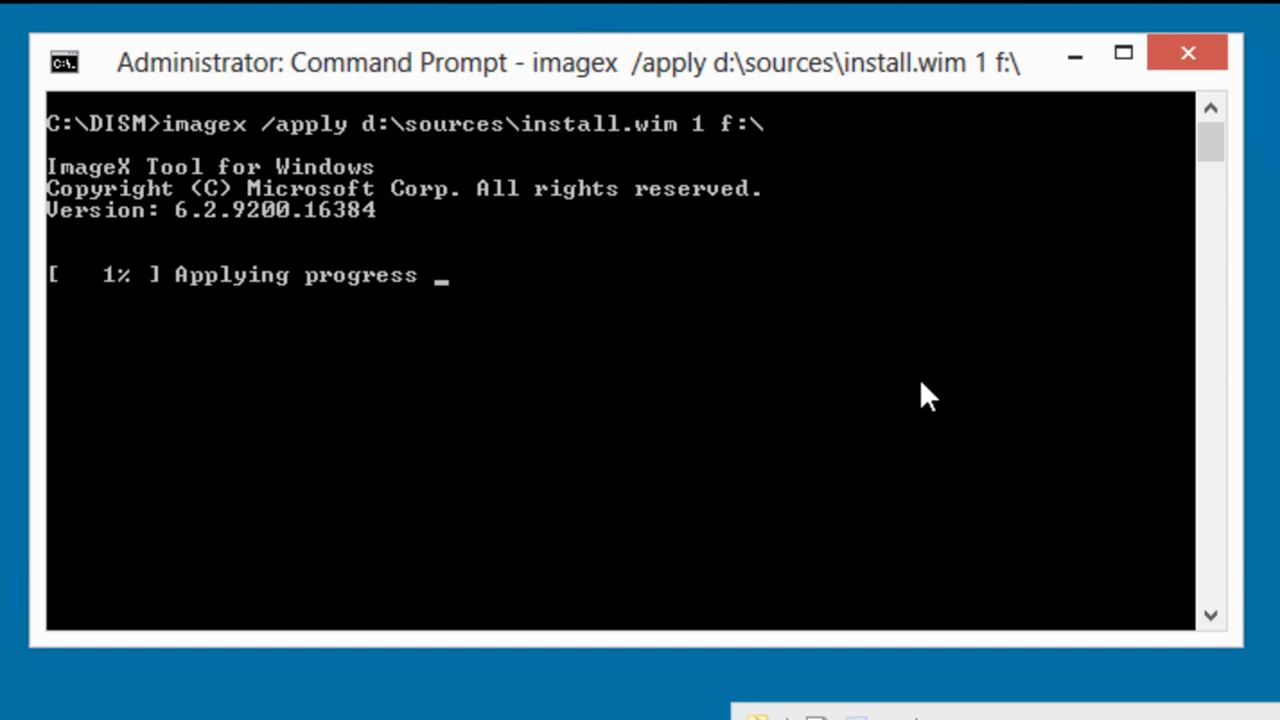 Administrator: Command Prompt - imagex /apply d:\sources\install.wim 1 f:\
C:\DISM>imagex /apply d:\sources\install.wim 1 f:\
ImageX Tool for Windows
Copyright (C) Microsoft Corp. All rights reserved.
Version: 6.2.9200.16384
[   1% ] Applying progress _